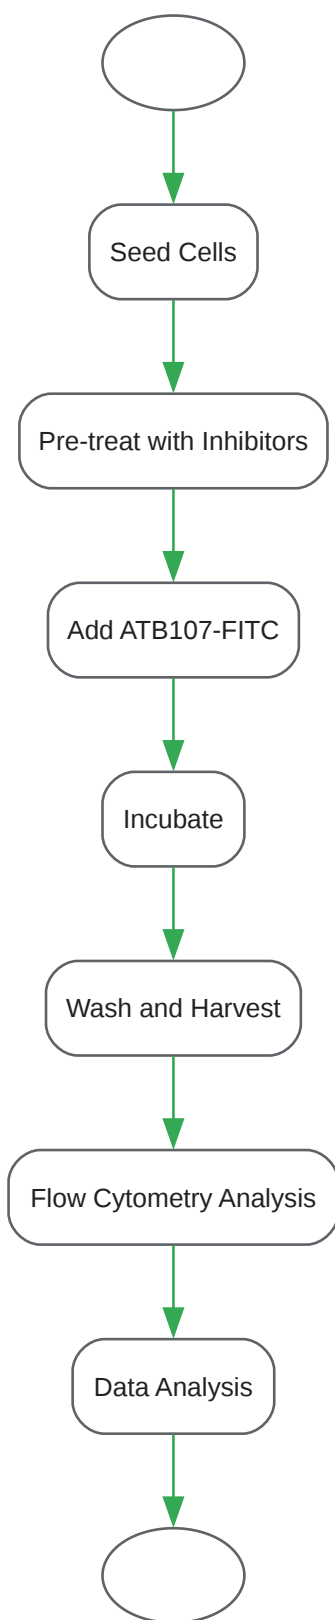 Seed Cells
Pre-treat with Inhibitors
Add ATB107-FITC
Incubate
Wash and Harvest
Flow Cytometry Analysis
Data Analysis